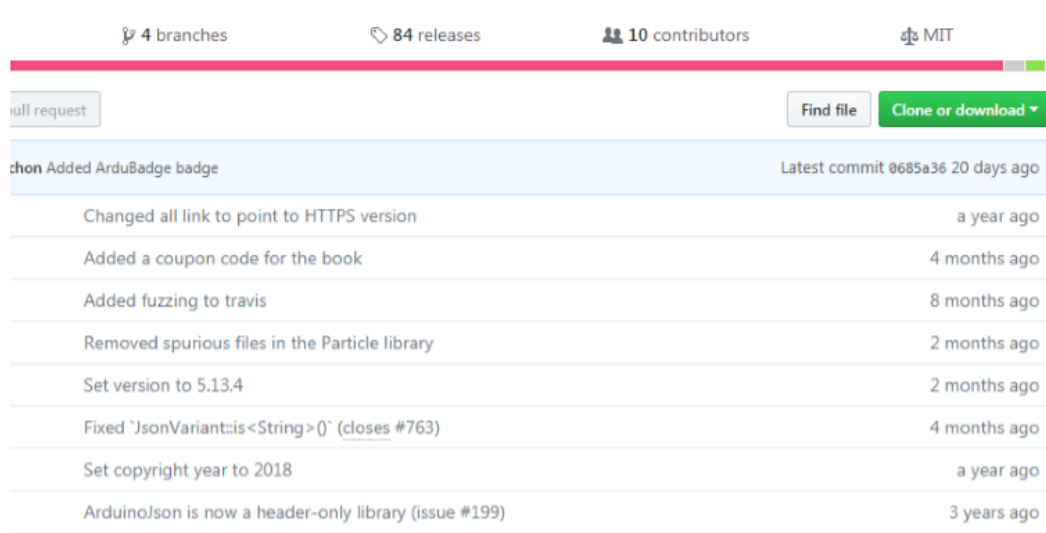 4 branches 84 releases 10 contributors MIT
pull request Find file Clone or download
chon Added ArduBadge badge Latest commit 0685a36 20 days ago
Changed all link to point to HTTPS version a year ago
Added a coupon code for the book 4 months ago
Added fuzzing to travis 8 months ago
Removed spurious files in the Particle library 2 months ago
Set version to 5.13.4 2 months ago
Fixed `JsonVariant::is<String>()` (closes #763) 4 months ago
Set copyright year to 2018 a year ago
ArduinoJson is now a header-only library (issue #199) 3 years ago